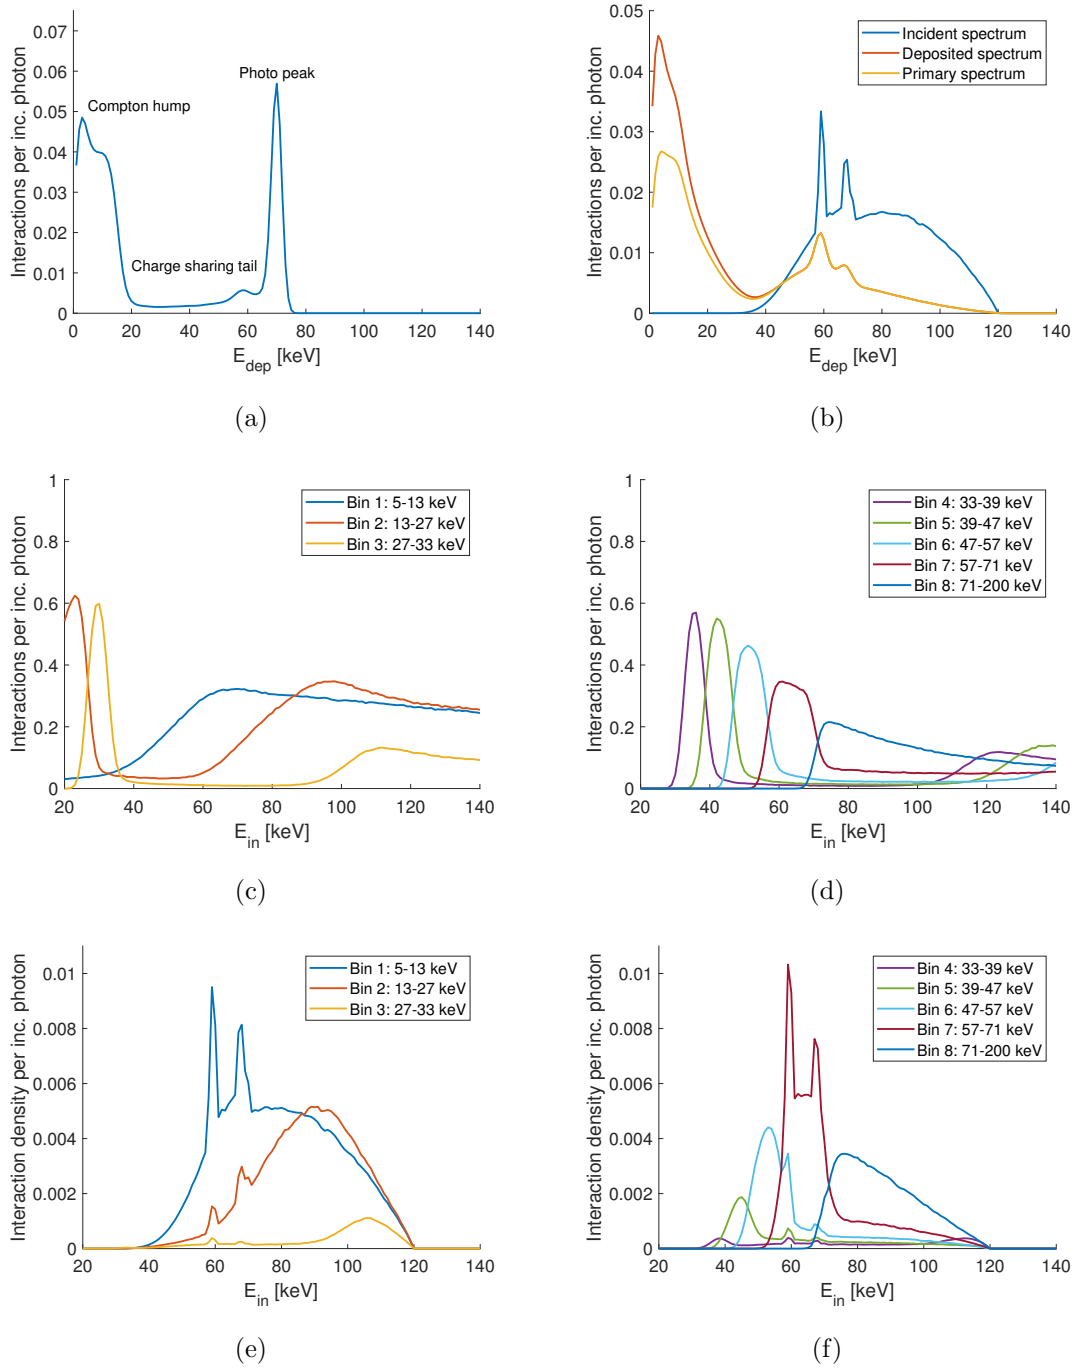 Interactions per inc. photon
0.07
0.06
0.05
0.04
0.03
0.02
0.01
0
Compton hump
Photo peak
Charge sharing tail
0 20 40 60 80 100 120 140
E_dep [keV]
(a)
Interactions per inc. photon
0.05
0.04
0.03
0.02
0.01
0
Incident spectrum
Deposited spectrum
Primary spectrum
0 20 40 60 80 100 120 140
E_dep [keV]
(b)
Interactions per inc. photon
1
0.8
0.6
0.4
0.2
0
Bin 1: 5-13 keV
Bin 2: 13-27 keV
Bin 3: 27-33 keV
20 40 60 80 100 120 140
E_in [keV]
(c)
Interactions per inc. photon
1
0.8
0.6
0.4
0.2
0
Bin 4: 33-39 keV
Bin 5: 39-47 keV
Bin 6: 47-57 keV
Bin 7: 57-71 keV
Bin 8: 71-200 keV
20 40 60 80 100 120 140
E_in [keV]
(d)
Interaction density per inc. photon
0.01
0.008
0.006
0.004
0.002
0
Bin 1: 5-13 keV
Bin 2: 13-27 keV
Bin 3: 27-33 keV
20 40 60 80 100 120 140
E_in [keV]
(e)
Interaction density per inc. photon
0.01
0.008
0.006
0.004
0.002
0
Bin 4: 33-39 keV
Bin 5: 39-47 keV
Bin 6: 47-57 keV
Bin 7: 57-71 keV
Bin 8: 71-200 keV
20 40 60 80 100 120 140
E_in [keV]
(f)